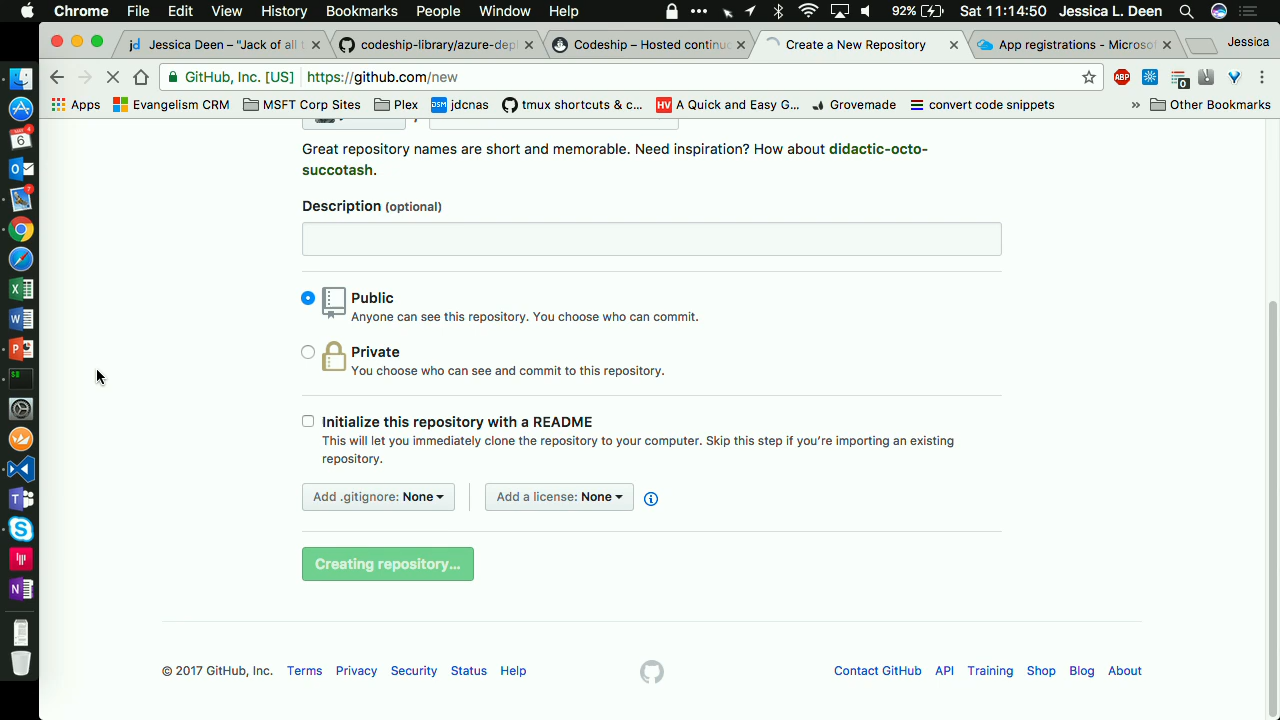 Chrome File Edit View History Bookmarks People Window Help 92% Sat 11:14:50 Jessica L. Deen
Jessica Deen – "Jack of all t codeship-library/azure-depl Codeship – Hosted continuo Create a New Repository App registrations - Microsof Jessica
GitHub, Inc. [US] https://github.com/new ABP 0
Apps Evangelism CRM MSFT Corp Sites Plex DSM jdcnas tmux shortcuts & c... HV A Quick and Easy G... Grovemade convert code snippets » Other Bookmarks
Great repository names are short and memorable. Need inspiration? How about didactic-octo-
succotash.
Description (optional)
Public
Anyone can see this repository. You choose who can commit.
Private
You choose who can see and commit to this repository.
Initialize this repository with a README
This will let you immediately clone the repository to your computer. Skip this step if you're importing an existing
repository.
Add .gitignore: None Add a license: None
Creating repository...
© 2017 GitHub, Inc. Terms Privacy Security Status Help Contact GitHub API Training Shop Blog About